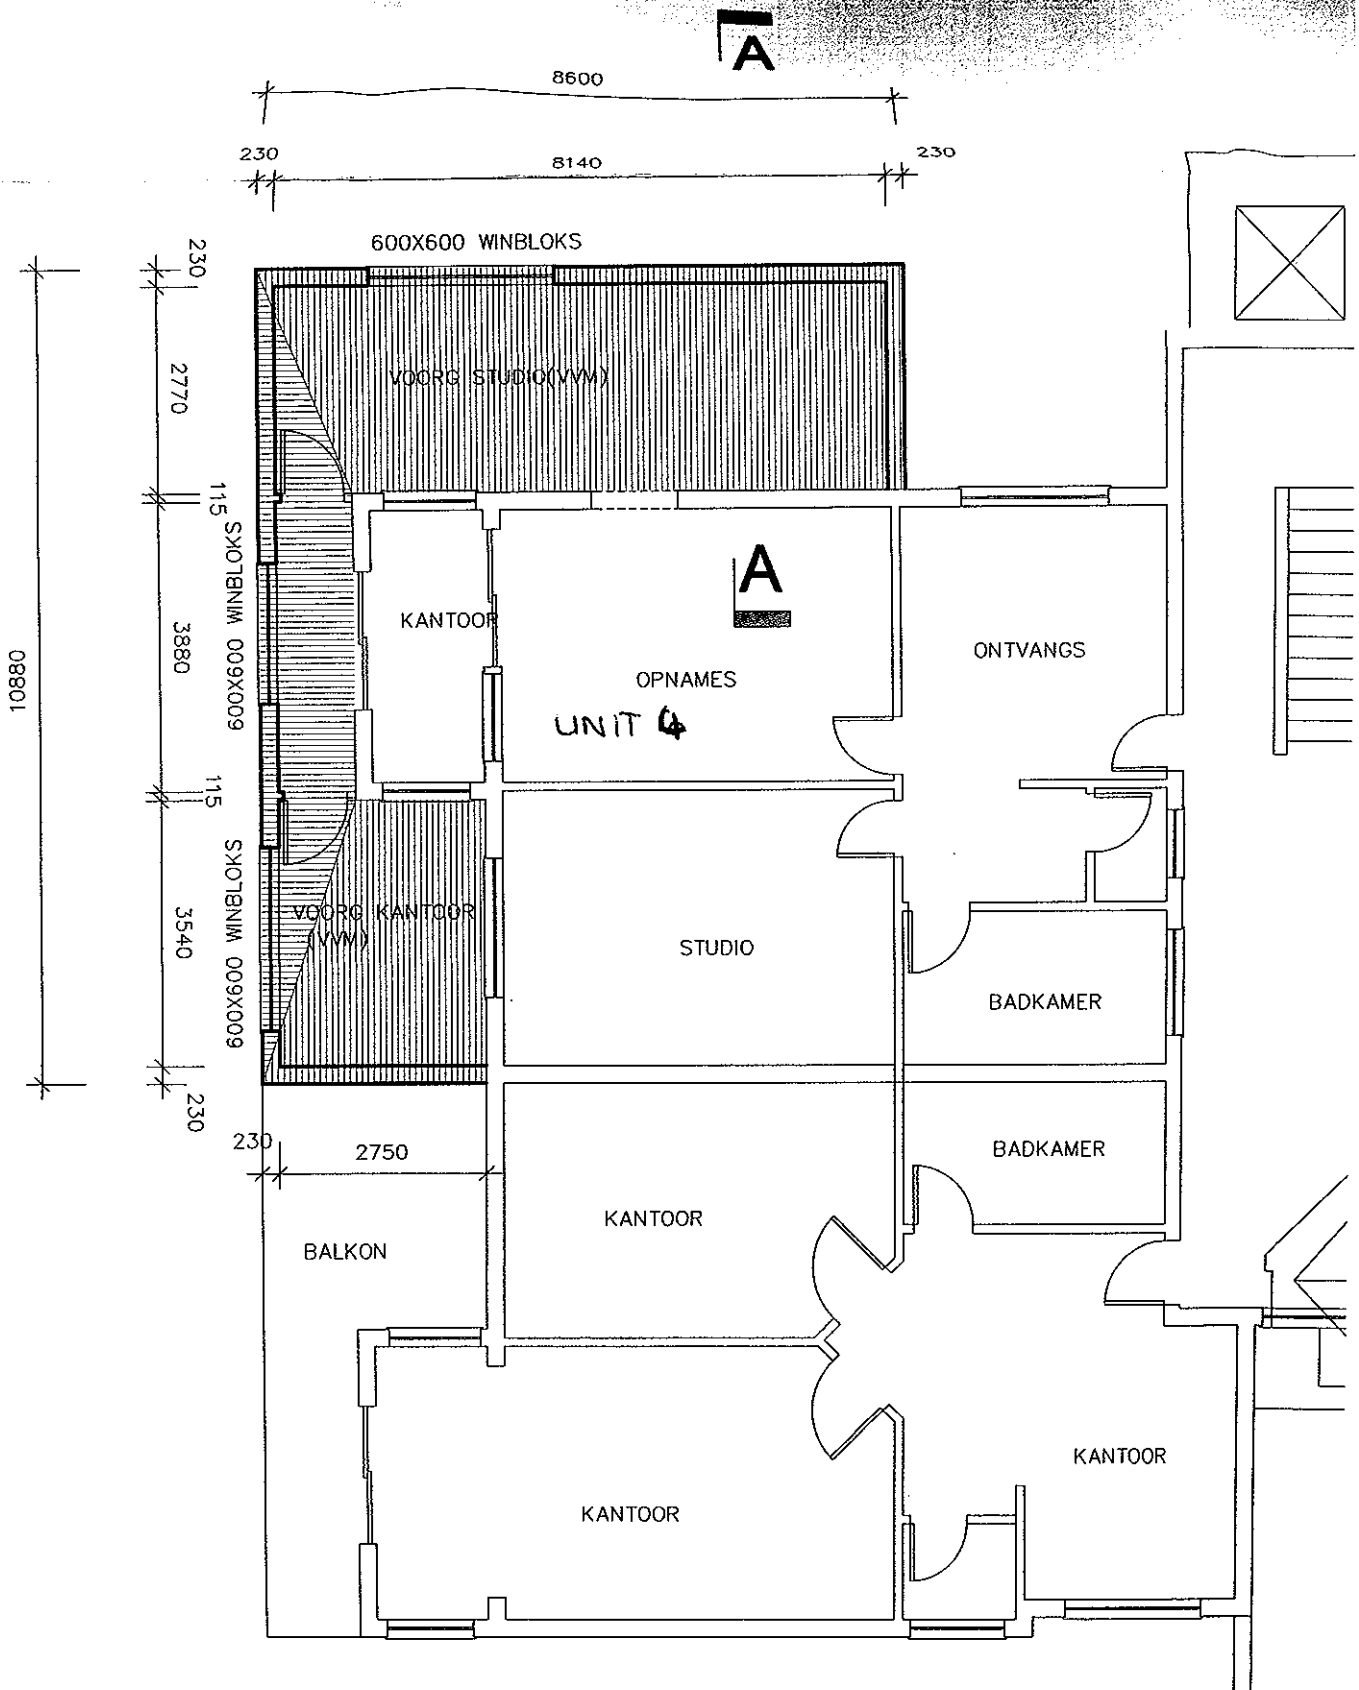 A
8600
230
8140
230
600X600 WINBLOKS
230
2770
VOORG STUDIO(VVM)
115
600X600 WINBLOKS
3880
10880
KANTOOR
A
ONTVANGS
OPNAMES
UNIT 4
115
600X600 WINBLOKS
3540
VOORG KANTOOR
(VVM)
STUDIO
BADKAMER
230
230
2750
BADKAMER
KANTOOR
BALKON
KANTOOR
KANTOOR